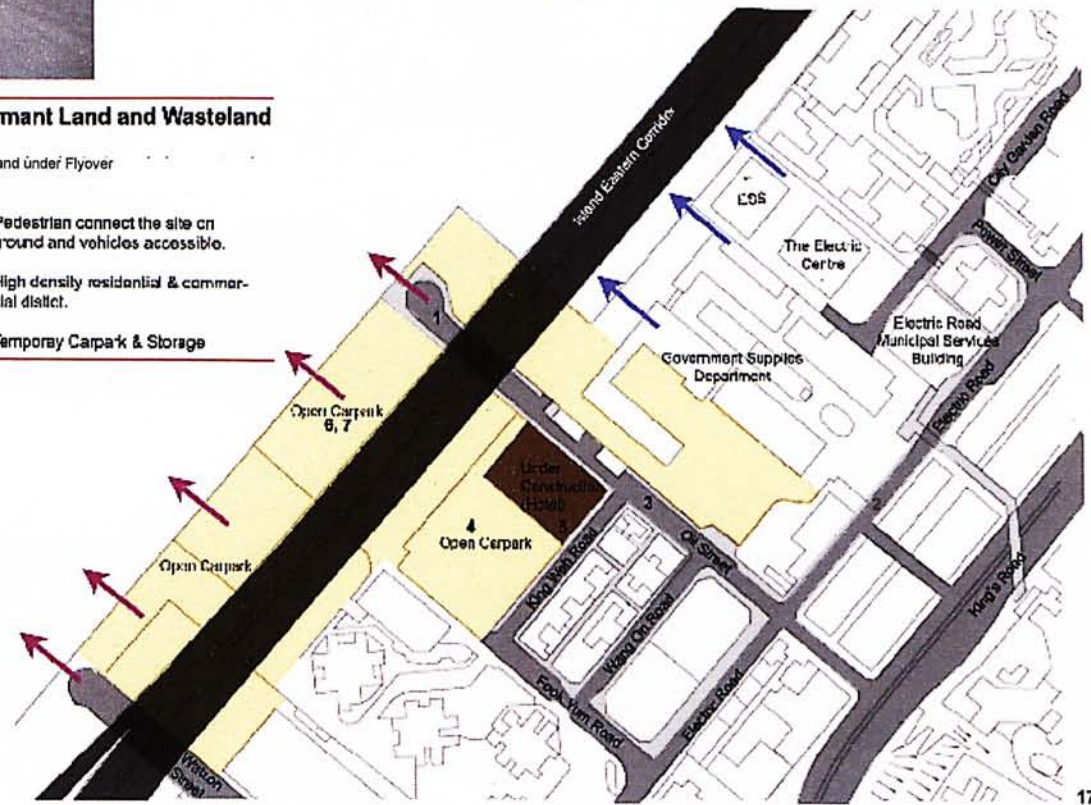 rmant Land and Wasteland
and under Flyover
Pedestrian connect the site on
round and vehicles accessible.
High density residential & commer-
ial distict.
Temporay Carpark & Storage
Island Eastern Corridor
City Garden Road
The Electric
Centre
Power Street
Electric Road
Municipal Services
Building
Government Supplies
Department
Electric Road
1
Open Carpark
6, 7
Under
Construction
(Hotel)
5
3
2
4
Open Carpark
Oil Street
King Wah Road
King's Road
Open Carpark
Wang On Road
Fook Yum Road
Electric Road
Watson
Street